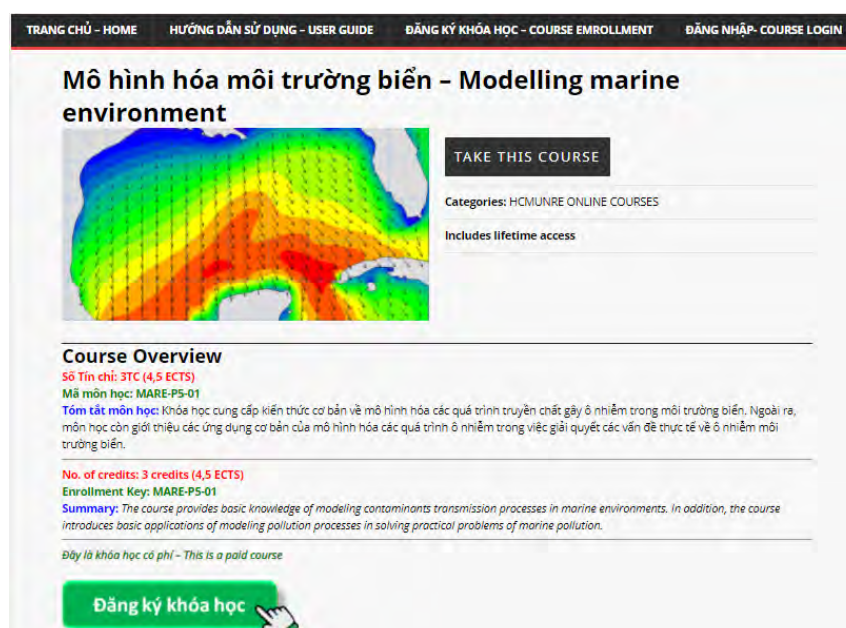 TRANG CHỦ – HOME HƯỚNG DẪN SỬ DỤNG – USER GUIDE ĐĂNG KÝ KHÓA HỌC – COURSE EMROLLMENT ĐĂNG NHẬP- COURSE LOGIN
Mô hình hóa môi trường biển – Modelling marine
environment
TAKE THIS COURSE
Categories: HCMUNRE ONLINE COURSES
Includes lifetime access
Course Overview
Số Tín chỉ: 3TC (4,5 ECTS)
Mã môn học: MARE-P5-01
Tóm tắt môn học: Khóa học cung cấp kiến thức cơ bản về mô hình hóa các quá trình truyền chất gây ô nhiễm trong môi trường biển. Ngoài ra,
môn học còn giới thiệu các ứng dụng cơ bản của mô hình hóa các quá trình ô nhiễm trong việc giải quyết các vấn đề thực tế về ô nhiễm môi
trường biển.
No. of credits: 3 credits (4,5 ECTS)
Enrollment Key: MARE-P5-01
Summary: The course provides basic knowledge of modeling contaminants transmission processes in marine environments. In addition, the course
introduces basic applications of modeling pollution processes in solving practical problems of marine pollution.
Đây là khóa học có phí – This is a paid course
Đăng ký khóa học